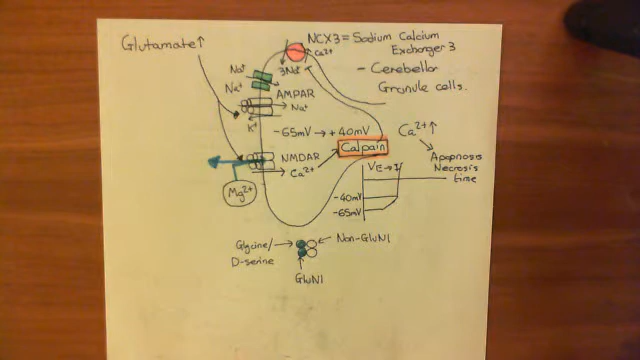 Glutamate↑
NCX3 = Sodium Calcium
Exchanger 3
- Cerebellar
Granule cells.
Ca²⁺
3Na⁺
Na⁺
Na⁺
AMPAR
Na⁺
K⁺
-65mV → +40mV
Ca²⁺↑
Calpain
NMDAR
Ca²⁺
Mg²⁺
Apopnosis
Necrosis
time
-40mV
-65mV
Glycine/
D-serine
Non-GluN1
GluN1